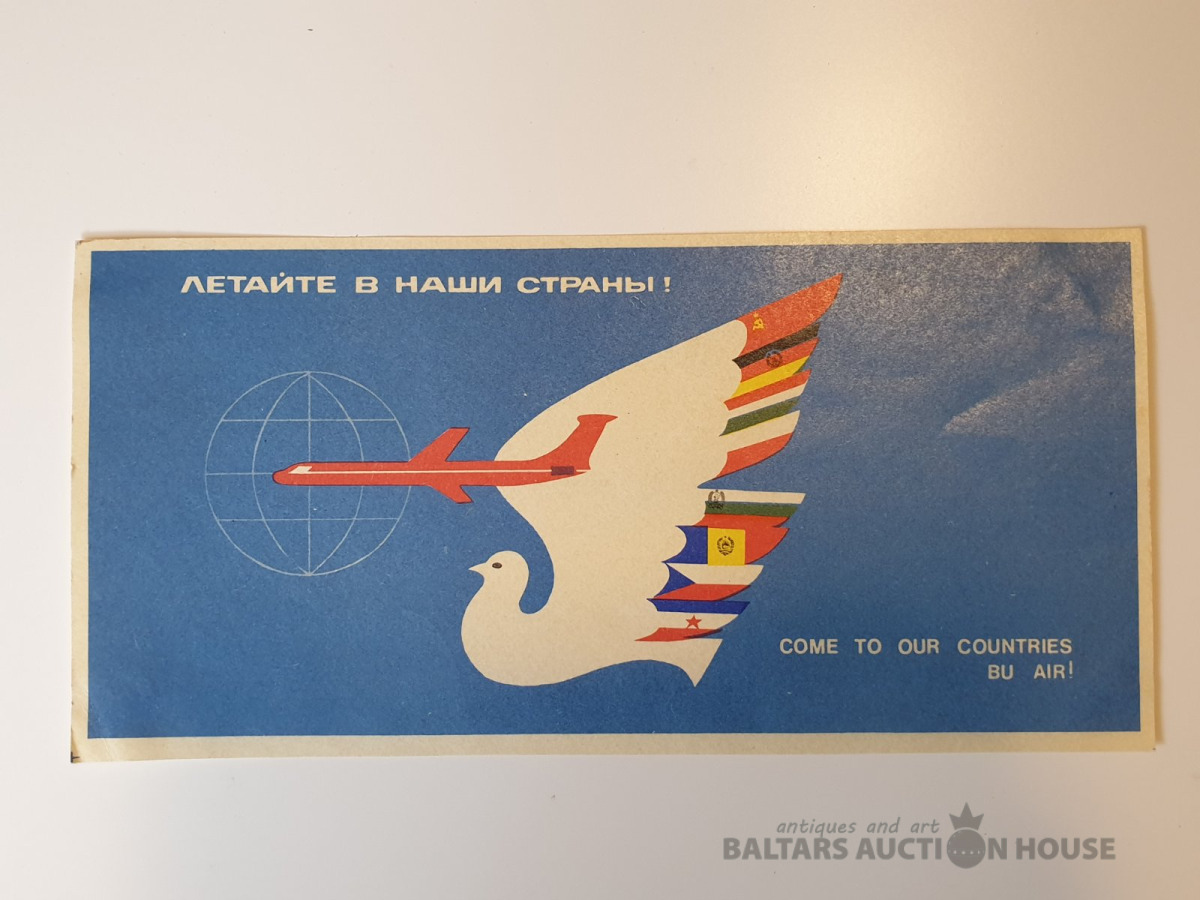 ЛЕТАЙТЕ В НАШИ СТРАНЫ!
COME TO OUR COUNTRIES
BU AIR!
antiques and art
BALTARS AUCTION HOUSE